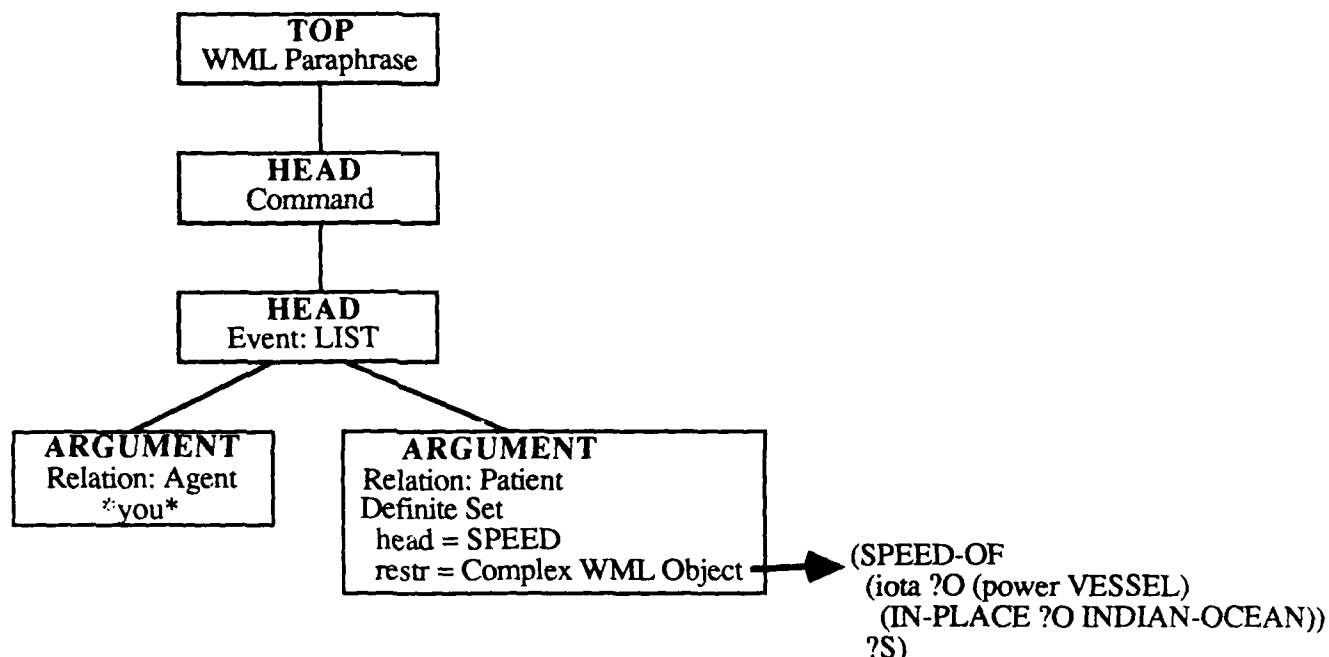 TOP
WML Paraphrase
HEAD
Command
HEAD
Event: LIST
ARGUMENT
Relation: Agent
*you*
ARGUMENT
Relation: Patient
Definite Set
head = SPEED
restr = Complex WML Object
(SPEED-OF
(iota ?O (power VESSEL)
(IN-PLACE ?O INDIAN-OCEAN))
?S)